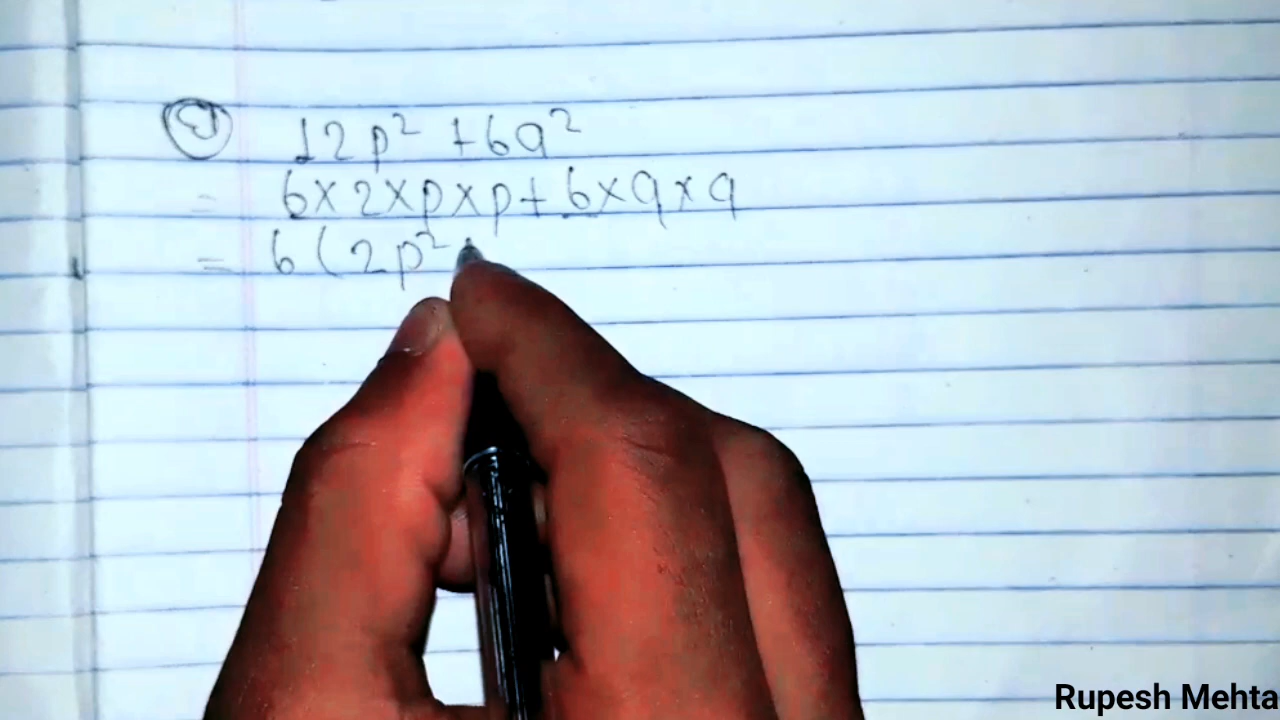 (ङ) 12p² + 6q²
= 6×2×p×p + 6×q×q
= 6(2p²
Rupesh Mehta